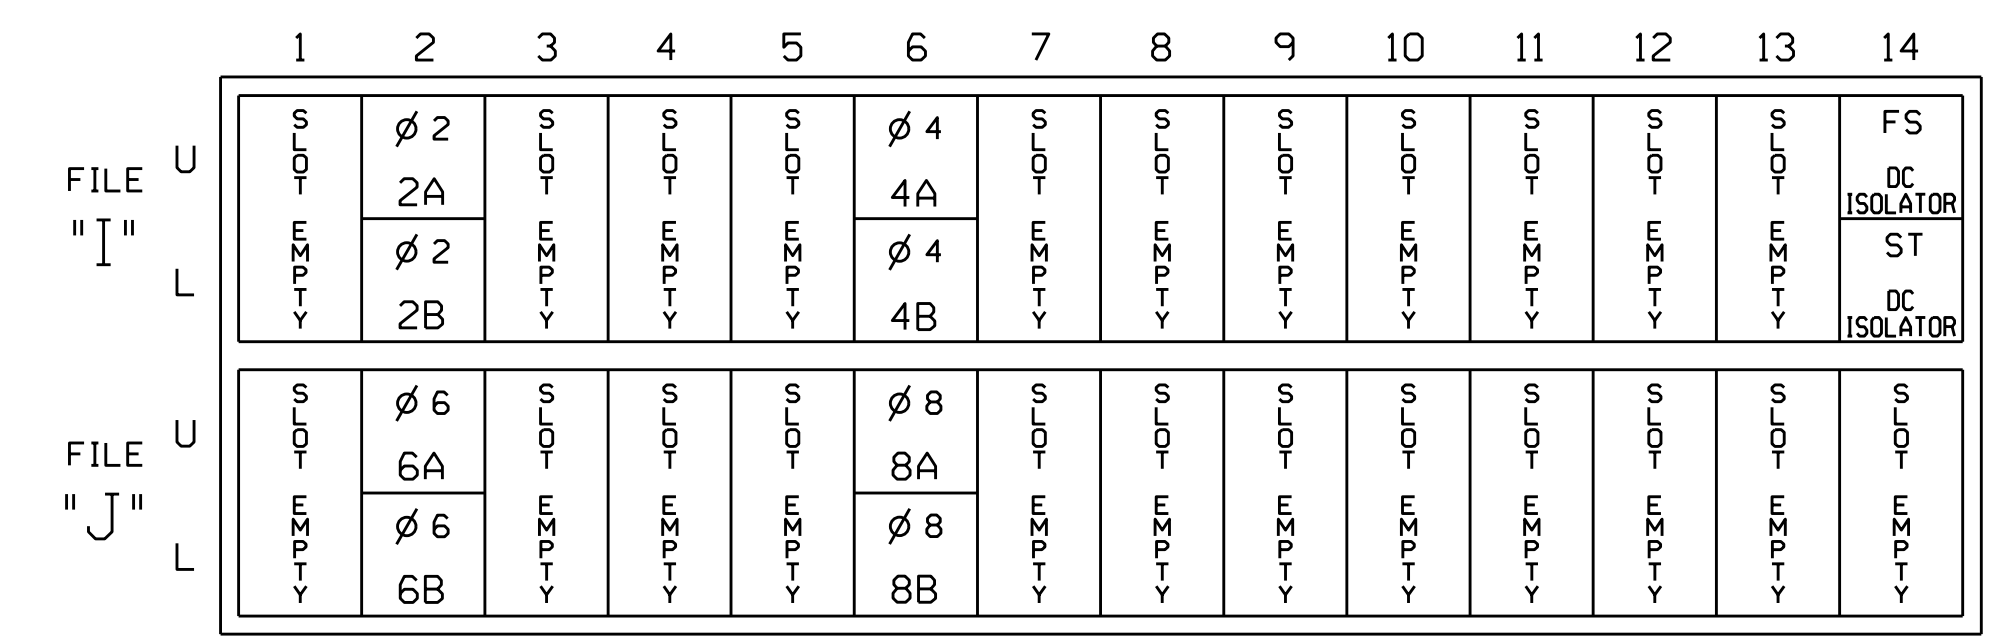 1 2 3 4 5 6 7 8 9 10 11 12 13 14
FILE "I"
U
L
SLOT EMPTY
Ø 2
2A
Ø 2
2B
SLOT EMPTY
SLOT EMPTY
SLOT EMPTY
Ø 4
4A
Ø 4
4B
SLOT EMPTY
SLOT EMPTY
SLOT EMPTY
SLOT EMPTY
SLOT EMPTY
SLOT EMPTY
SLOT EMPTY
FS
DC
ISOLATOR
ST
DC
ISOLATOR
FILE "J"
U
L
SLOT EMPTY
Ø 6
6A
Ø 6
6B
SLOT EMPTY
SLOT EMPTY
SLOT EMPTY
Ø 8
8A
Ø 8
8B
SLOT EMPTY
SLOT EMPTY
SLOT EMPTY
SLOT EMPTY
SLOT EMPTY
SLOT EMPTY
SLOT EMPTY
SLOT EMPTY